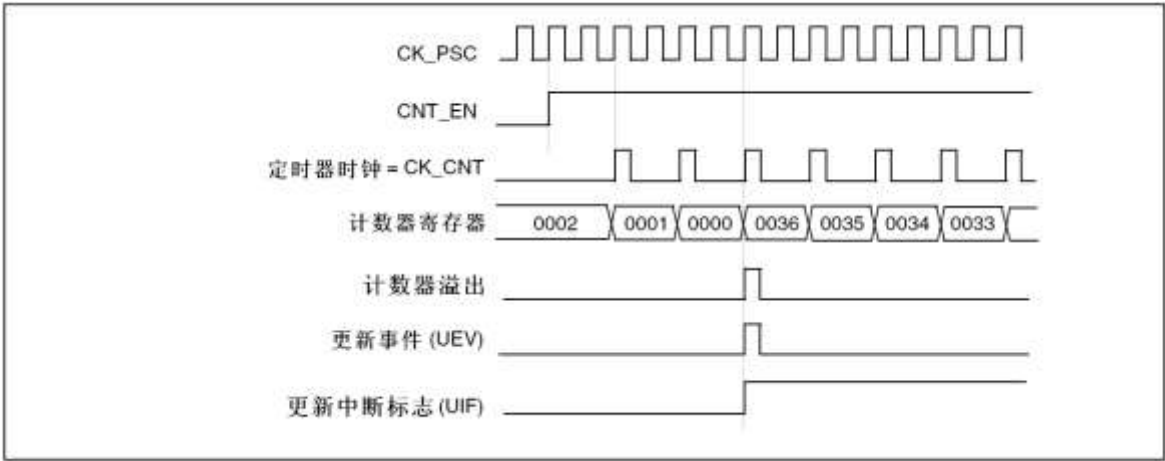 CK_PSC
CNT_EN
定时器时钟 = CK_CNT
计数器寄存器 0002 0001 0000 0036 0035 0034 0033
计数器溢出
更新事件 (UEV)
更新中断标志 (UIF)